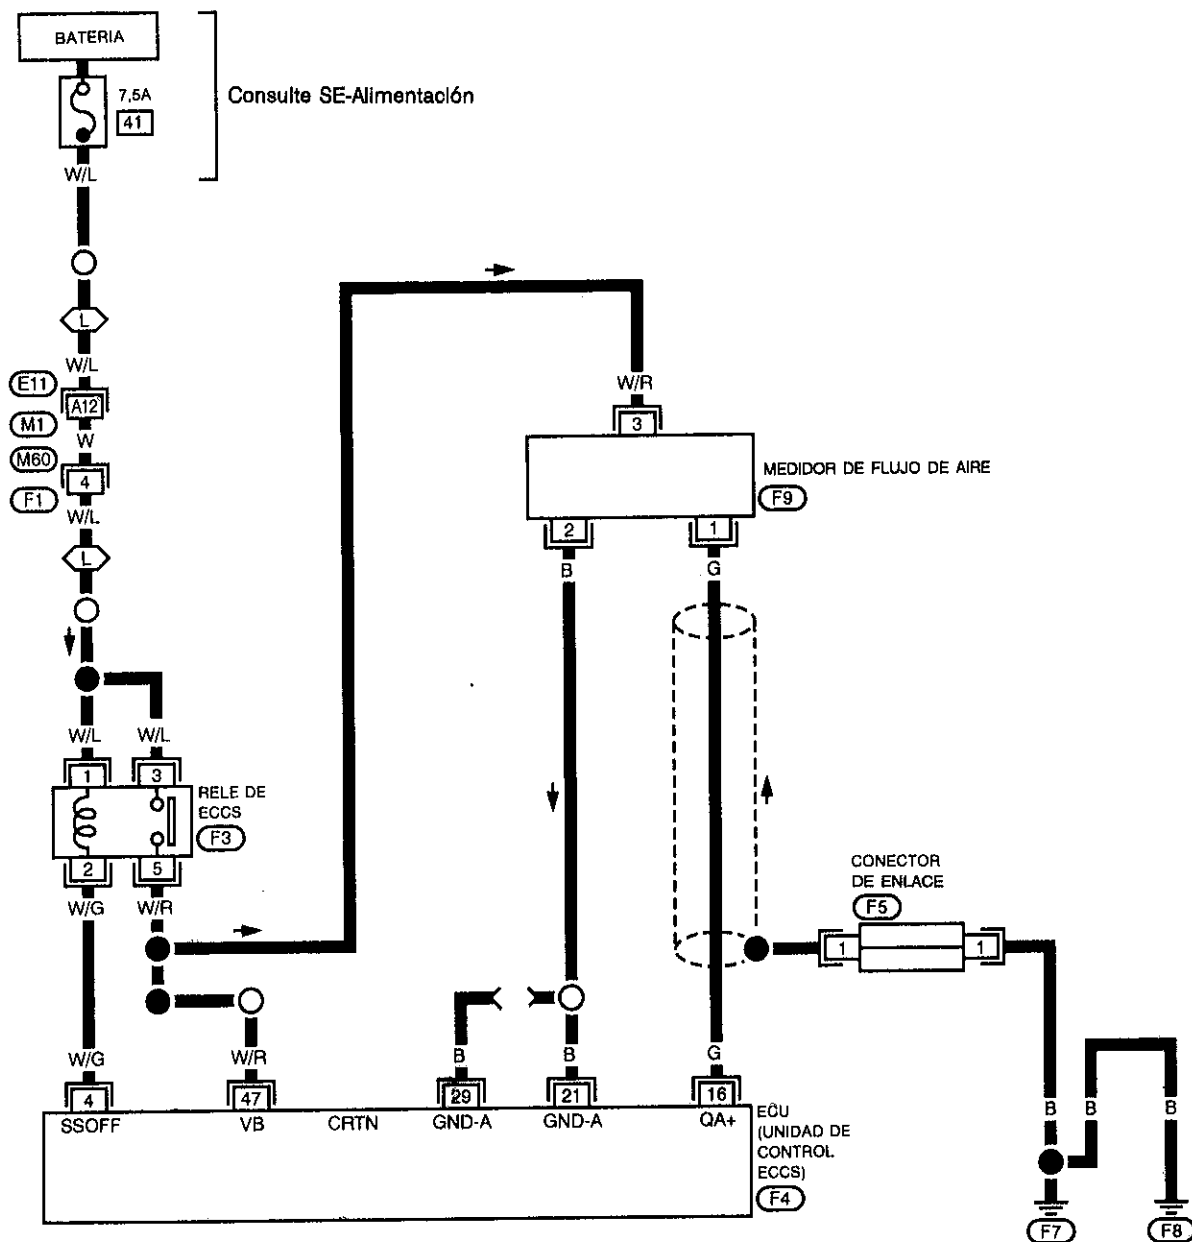 BATERIA
7,5A
41
Consulte SE-Alimentación
W/L
L
W/L
E11
A12
M1
W
M60
4
F1
W/L
L
W/R
3
MEDIDOR DE FLUJO DE AIRE
F9
2
1
B
G
W/L
W/L
1
3
RELE DE
ECCS
F3
2
5
W/G
W/R
CONECTOR
DE ENLACE
F5
1
1
W/G
W/R
B
B
G
4
47
29
21
16
SSOFF
VB
CRTN
GND-A
GND-A
QA+
ECU
(UNIDAD DE
CONTROL
ECCS)
F4
B
B
B
F7
F8